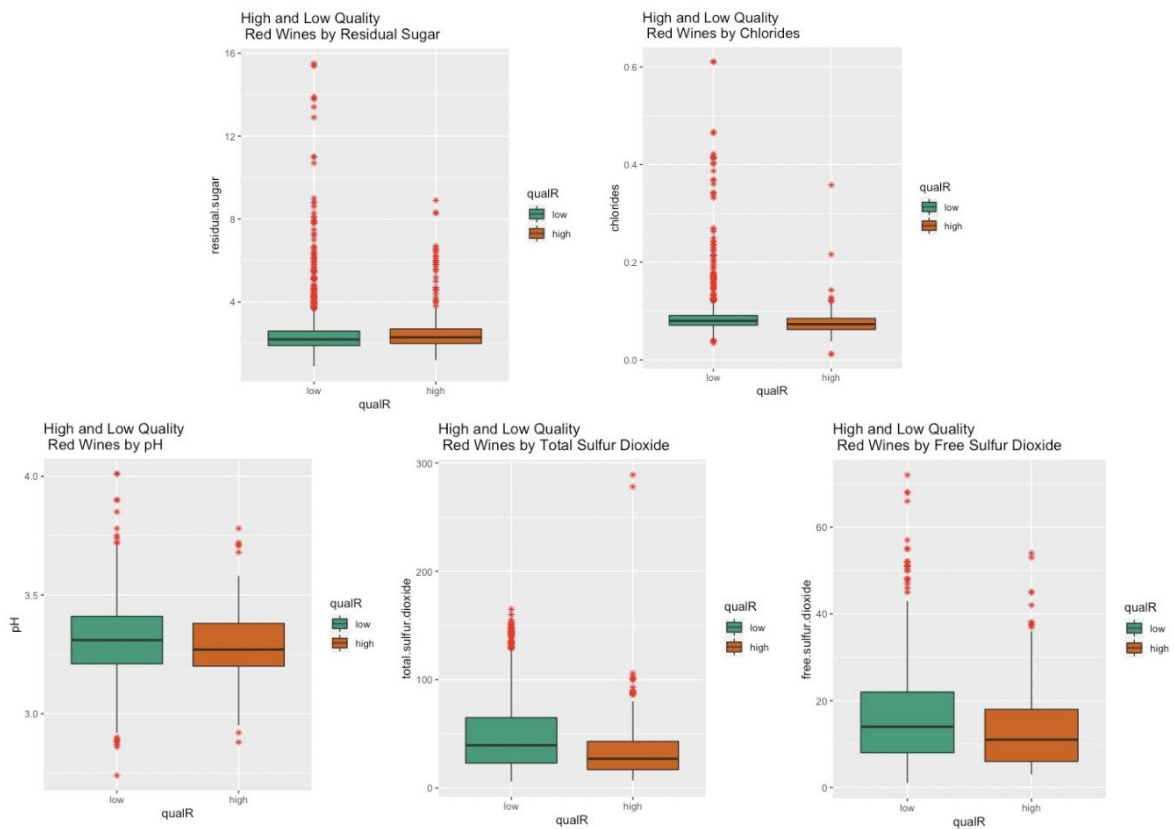 High and Low Quality
Red Wines by Residual Sugar
16
12
8
4
residual.sugar
low
high
qualR
qualR
low
high
High and Low Quality
Red Wines by Chlorides
0.6
0.4
0.2
0.0
chlorides
low
high
qualR
qualR
low
high
High and Low Quality
Red Wines by pH
4.0
3.5
3.0
pH
low
high
qualR
qualR
low
high
High and Low Quality
Red Wines by Total Sulfur Dioxide
300
200
100
0
total.sulfur.dioxide
low
high
qualR
qualR
low
high
High and Low Quality
Red Wines by Free Sulfur Dioxide
60
40
20
0
free.sulfur.dioxide
low
high
qualR
qualR
low
high